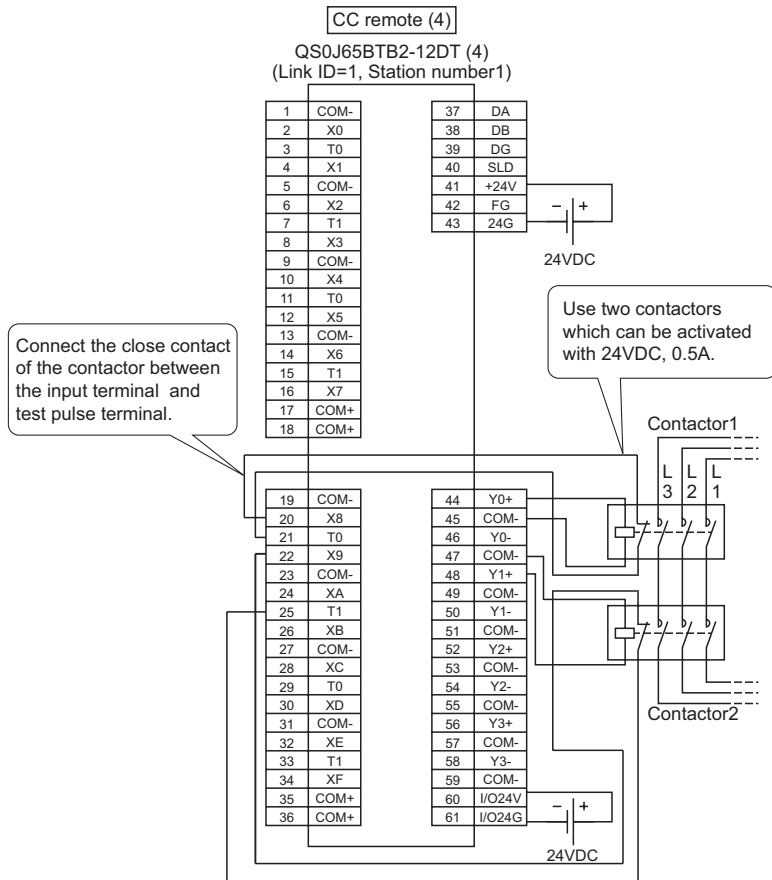 CC remote (4)
QS0J65BTB2-12DT (4)
(Link ID=1, Station number1)
1 COM-
2 X0
3 T0
4 X1
5 COM-
6 X2
7 T1
8 X3
9 COM-
10 X4
11 T0
12 X5
13 COM-
14 X6
15 T1
16 X7
17 COM+
18 COM+
37 DA
38 DB
39 DG
40 SLD
41 +24V
42 FG
43 24G
− +
24VDC
Use two contactors
which can be activated
with 24VDC, 0.5A.
Connect the close contact
of the contactor between
the input terminal and
test pulse terminal.
Contactor1
L3 L2 L1
19 COM-
20 X8
21 T0
22 X9
23 COM-
24 XA
25 T1
26 XB
27 COM-
28 XC
29 T0
30 XD
31 COM-
32 XE
33 T1
34 XF
35 COM+
36 COM+
44 Y0+
45 COM-
46 Y0-
47 COM-
48 Y1+
49 COM-
50 Y1-
51 COM-
52 Y2+
53 COM-
54 Y2-
55 COM-
56 Y3+
57 COM-
58 Y3-
59 COM-
60 I/O24V
61 I/O24G
Contactor2
− +
24VDC